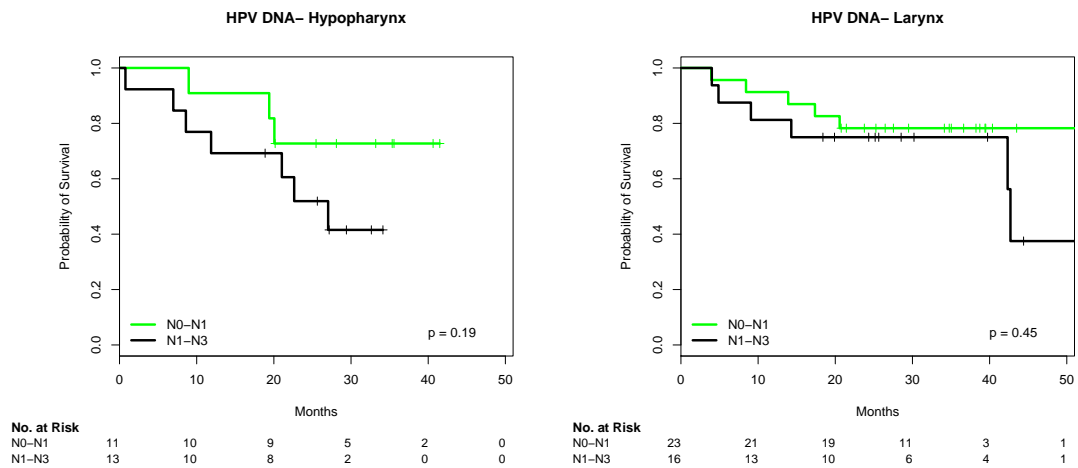 HPV DNA− Hypopharynx
Probability of Survival
1.0
0.8
0.6
0.4
0.2
0.0
N0−N1
N1−N3
p = 0.19
0 10 20 30 40 50
Months
No. at Risk
N0−N1 11 10 9 5 2 0
N1−N3 13 10 8 2 0 0
HPV DNA− Larynx
Probability of Survival
1.0
0.8
0.6
0.4
0.2
0.0
N0−N1
N1−N3
p = 0.45
0 10 20 30 40 50
Months
No. at Risk
N0−N1 23 21 19 11 3 1
N1−N3 16 13 10 6 4 1